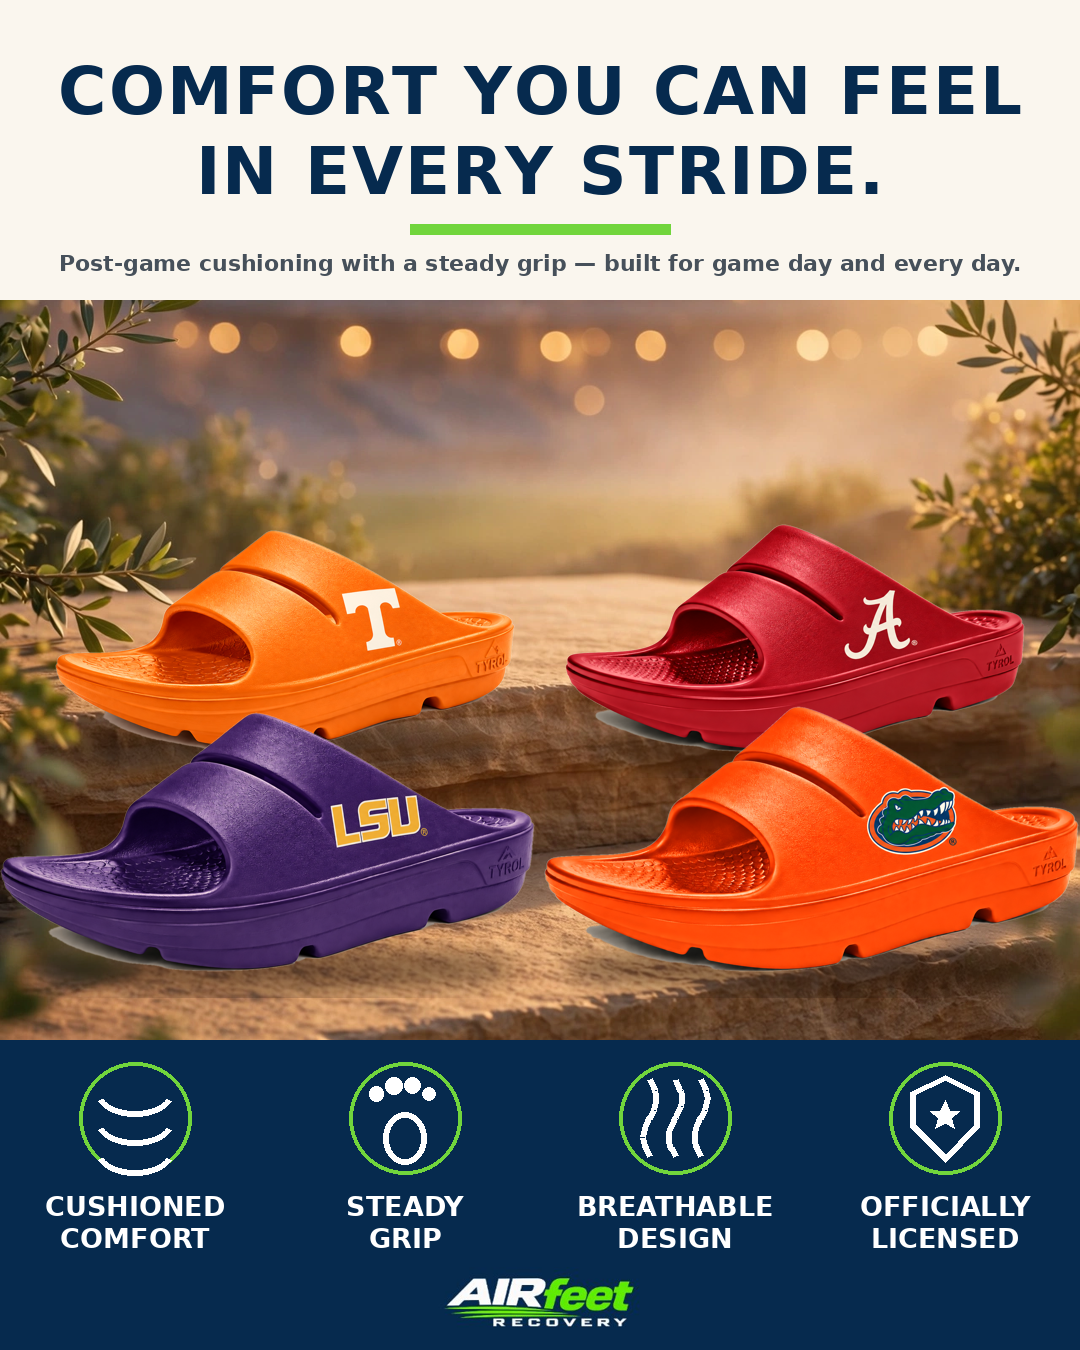 COMFORT YOU CAN FEEL
IN EVERY STRIDE.
Post-game cushioning with a steady grip — built for game day and every day.
T®
TYROL
A®
TYROL
LSU®
TYROL
®
TYROL
CUSHIONED
COMFORT
STEADY
GRIP
BREATHABLE
DESIGN
OFFICIALLY
LICENSED
AIRfeet
RECOVERY